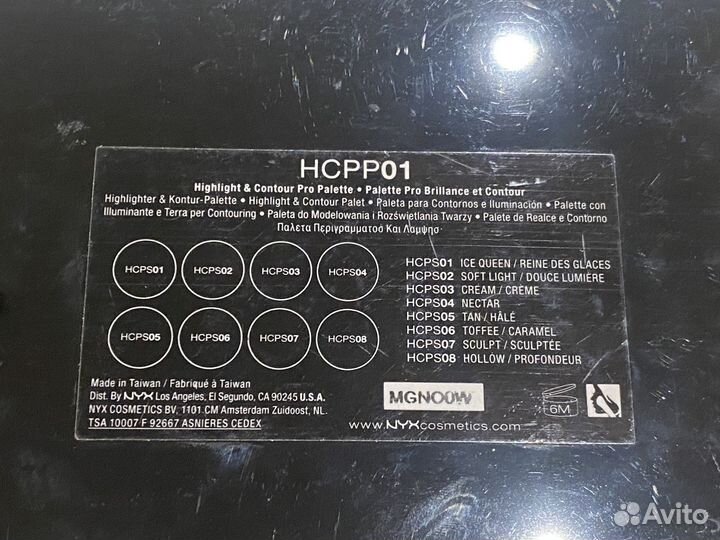 HCPP01
Highlight & Contour Pro Palette • Palette Pro Brillance et Contour
Highlighter & Kontur-Palette • Highlight & Contour Palet • Paleta para Contornos e Iluminación • Palette con
Illuminante e Terra per Contouring • Paleta do Modelowania i Rozświetlania Twarzy • Palete de Realce e Contorno
Παλετα Περιγραμματοσ Και Λαμψησ
HCPS01 HCPS02 HCPS03 HCPS04
HCPS05 HCPS06 HCPS07 HCPS08
HCPS01 ICE QUEEN / REINE DES GLACES
HCPS02 SOFT LIGHT / DOUCE LUMIÈRE
HCPS03 CREAM / CRÈME
HCPS04 NECTAR
HCPS05 TAN / HÂLÉ
HCPS06 TOFFEE / CARAMEL
HCPS07 SCULPT / SCULPTÉE
HCPS08 HOLLOW / PROFONDEUR
Made in Taiwan / Fabriqué à Taiwan
Dist. By NYX Los Angeles, El Segundo, CA 90245 U.S.A.
NYX COSMETICS BV, 1101 CM Amsterdam Zuidoost, NL.
TSA 10007 F 92667 ASNIERES CEDEX
MGNO0W
6M
www.NYXcosmetics.com
Avito